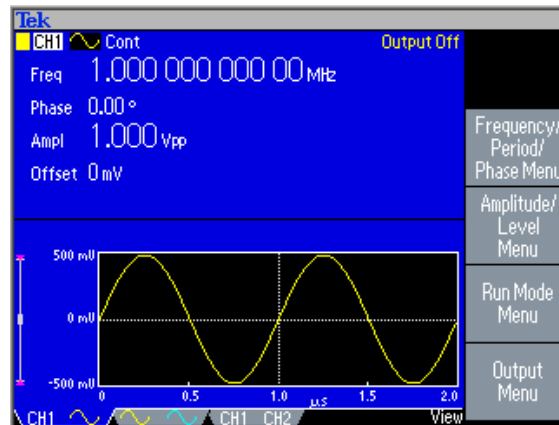 Tek
CH1 Cont Output Off
Freq 1.000 000 000 00 MHz
Phase 0.00 °
Ampl 1.000 Vpp
Offset 0 mV
Frequency/
Period/
Phase Menu
Amplitude/
Level
Menu
Run Mode
Menu
Output
Menu
500 mV
0 mV
-500 mV
0 0.5 1.0 1.5 2.0
µs
CH1 CH1 CH2 View